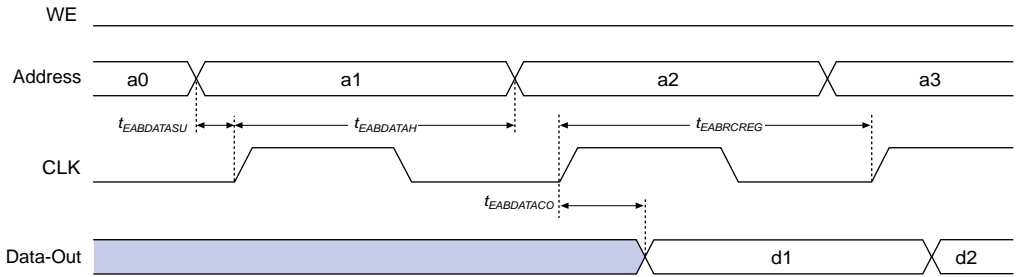 WE
Address a0 a1 a2 a3
tEABDATASU tEABDATAH tEABRCREG
CLK
tEABDATACO
Data-Out d1 d2